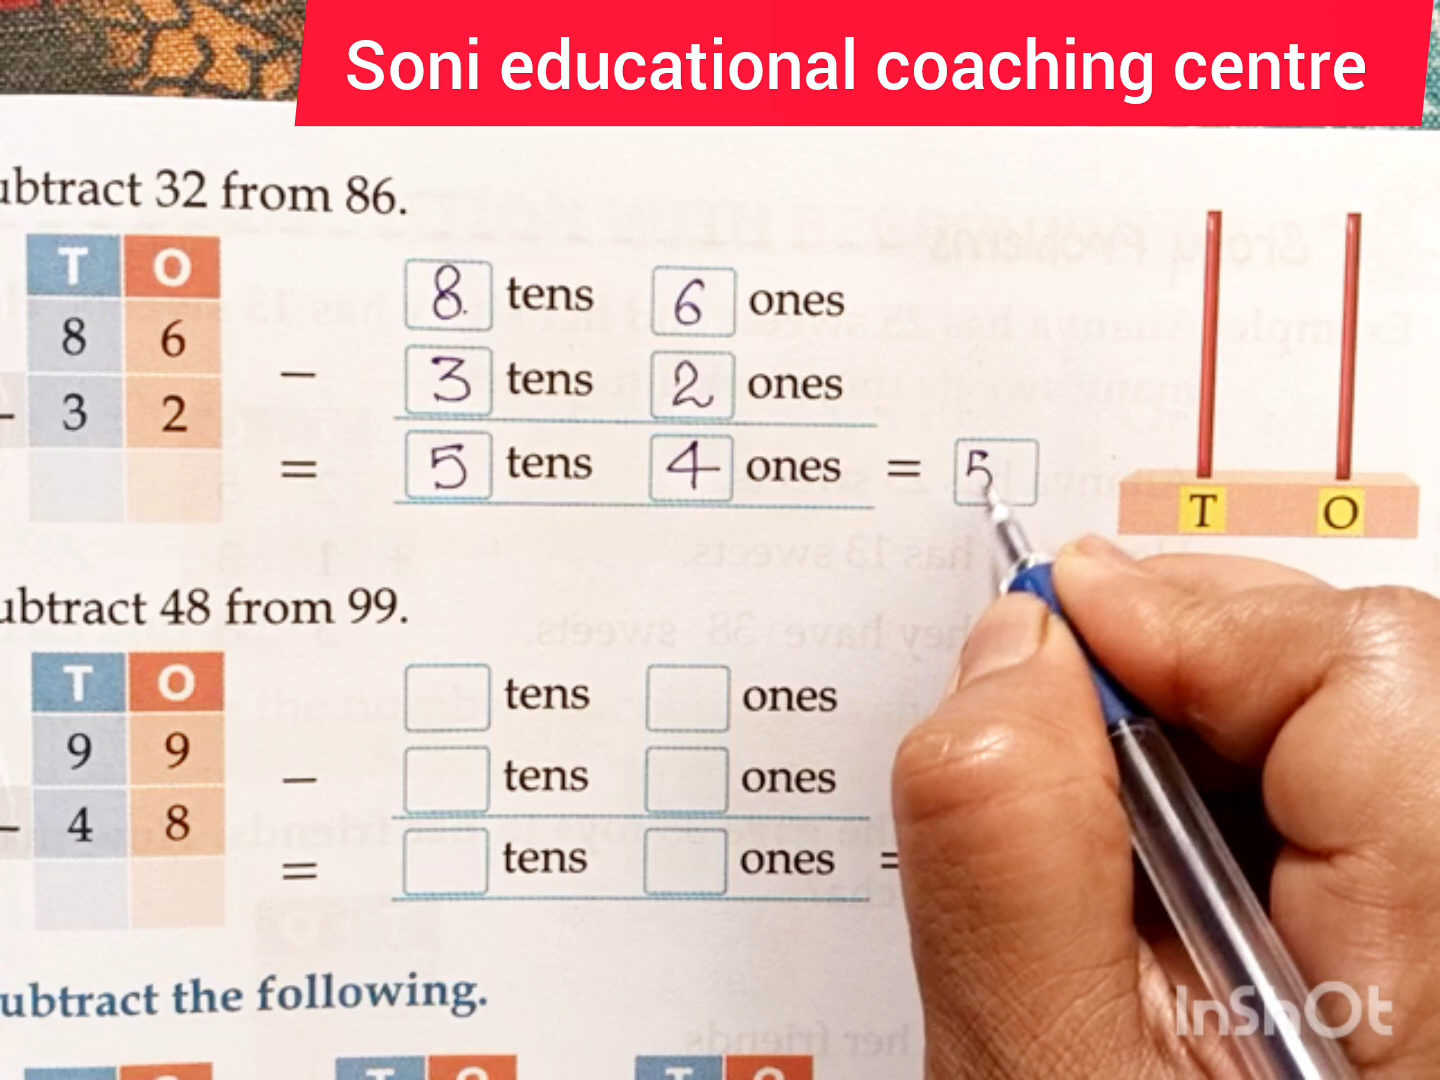 Soni educational coaching centre
ubtract 32 from 86.
T O
8 6
- 3 2
8 tens 6 ones
- 3 tens 2 ones
= 5 tens 4 ones = 5
T O
ubtract 48 from 99.
T O
9 9
- 4 8
tens ones
- tens ones
= tens ones =
ubtract the following.
T O T O
InShOt